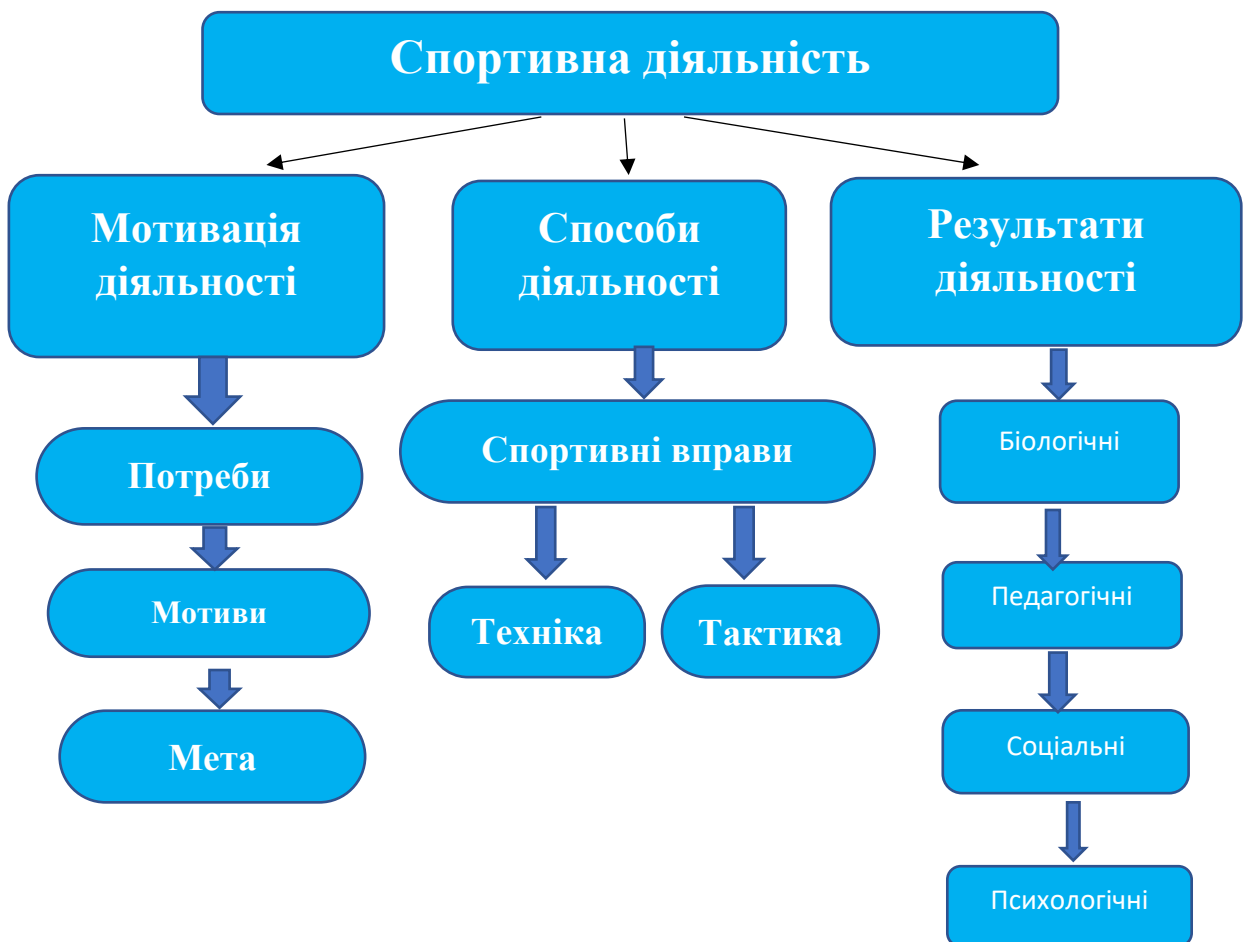 Спортивна діяльність
Мотивація
діяльності
Способи
діяльності
Результати
діяльності
Потреби
Мотиви
Мета
Спортивні вправи
Техніка
Тактика
Біологічні
Педагогічні
Соціальні
Психологічні